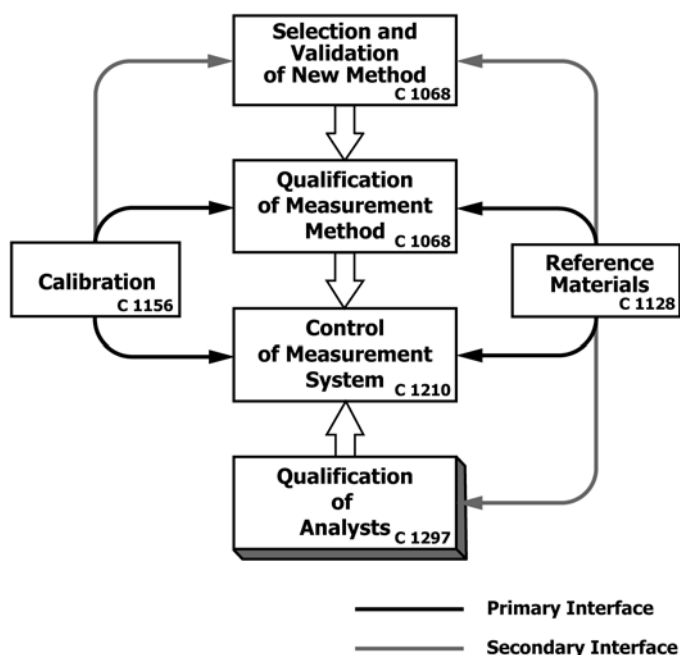 Selection and
Validation
of New Method
C 1068
Qualification
of Measurement
Method
C 1068
Calibration
C 1156
Reference
Materials
C 1128
Control
of Measurement
System
C 1210
Qualification
of
Analysts
C 1297
Primary Interface
Secondary Interface